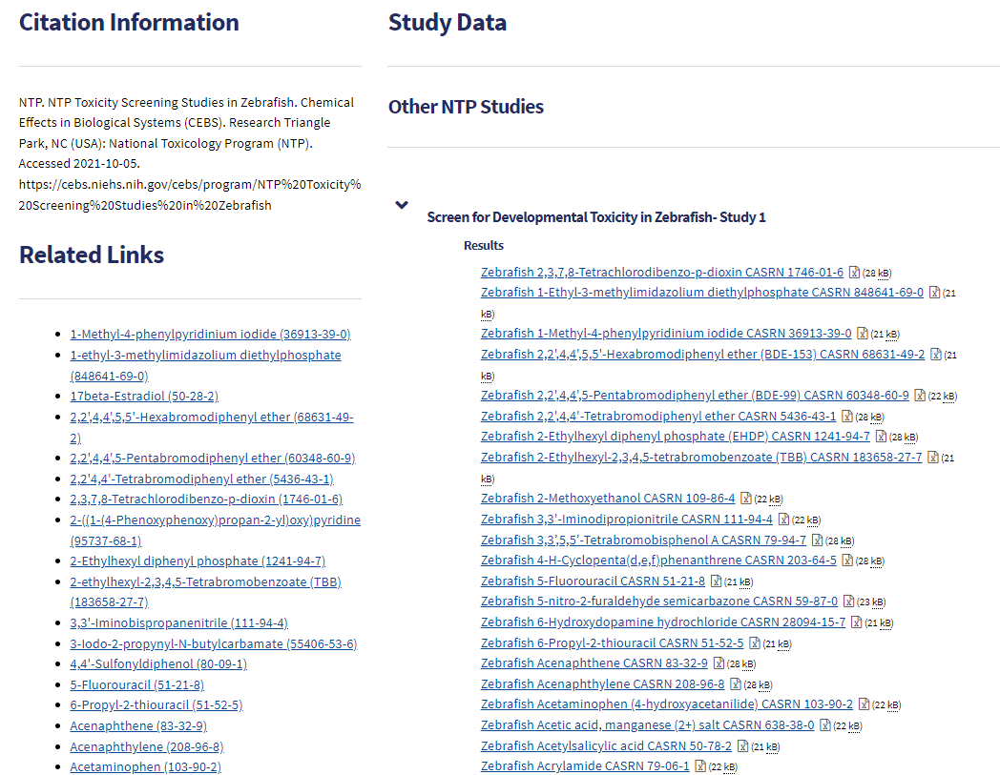 Citation Information
NTP. NTP Toxicity Screening Studies in Zebrafish. Chemical
Effects in Biological Systems (CEBS). Research Triangle
Park, NC (USA): National Toxicology Program (NTP).
Accessed 2021-10-05.
https://cebs.niehs.nih.gov/cebs/program/NTP%20Toxicity%
20Screening%20Studies%20in%20Zebrafish
Related Links
1-Methyl-4-phenylpyridinium iodide (36913-39-0)
1-ethyl-3-methylimidazolium diethylphosphate
(848641-69-0)
17beta-Estradiol (50-28-2)
2,2',4,4',5,5'-Hexabromodiphenyl ether (68631-49-
2)
2,2',4,4',5-Pentabromodiphenyl ether (60348-60-9)
2,2'4,4'-Tetrabromodiphenyl ether (5436-43-1)
2,3,7,8-Tetrachlorodibenzo-p-dioxin (1746-01-6)
2-((1-(4-Phenoxyphenoxy)propan-2-yl)oxy)pyridine
(95737-68-1)
2-Ethylhexyl diphenyl phosphate (1241-94-7)
2-ethylhexyl-2,3,4,5-Tetrabromobenzoate (TBB)
(183658-27-7)
3,3'-Iminobispropanenitrile (111-94-4)
3-Iodo-2-propynyl-N-butylcarbamate (55406-53-6)
4,4'-Sulfonyldiphenol (80-09-1)
5-Fluorouracil (51-21-8)
6-Propyl-2-thiouracil (51-52-5)
Acenaphthene (83-32-9)
Acenaphthylene (208-96-8)
Acetaminophen (103-90-2)
Study Data
Other NTP Studies
Screen for Developmental Toxicity in Zebrafish- Study 1
Results
Zebrafish 2,3,7,8-Tetrachlorodibenzo-p-dioxin CASRN 1746-01-6 (28 kB)
Zebrafish 1-Ethyl-3-methylimidazolium diethylphosphate CASRN 848641-69-0 (21
kB)
Zebrafish 1-Methyl-4-phenylpyridinium iodide CASRN 36913-39-0 (21 kB)
Zebrafish 2,2',4,4',5,5'-Hexabromodiphenyl ether (BDE-153) CASRN 68631-49-2 (21
kB)
Zebrafish 2,2',4,4',5-Pentabromodiphenyl ether (BDE-99) CASRN 60348-60-9 (22 kB)
Zebrafish 2,2',4,4'-Tetrabromodiphenyl ether CASRN 5436-43-1 (28 kB)
Zebrafish 2-Ethylhexyl diphenyl phosphate (EHDP) CASRN 1241-94-7 (28 kB)
Zebrafish 2-Ethylhexyl-2,3,4,5-tetrabromobenzoate (TBB) CASRN 183658-27-7 (21
kB)
Zebrafish 2-Methoxyethanol CASRN 109-86-4 (22 kB)
Zebrafish 3,3'-Iminodipropionitrile CASRN 111-94-4 (22 kB)
Zebrafish 3,3’,5,5’-Tetrabromobisphenol A CASRN 79-94-7 (28 kB)
Zebrafish 4-H-Cyclopenta(d,e,f)phenanthrene CASRN 203-64-5 (28 kB)
Zebrafish 5-Fluorouracil CASRN 51-21-8 (21 kB)
Zebrafish 5-nitro-2-furaldehyde semicarbazone CASRN 59-87-0 (23 kB)
Zebrafish 6-Hydroxydopamine hydrochloride CASRN 28094-15-7 (21 kB)
Zebrafish 6-Propyl-2-thiouracil CASRN 51-52-5 (21 kB)
Zebrafish Acenaphthene CASRN 83-32-9 (28 kB)
Zebrafish Acenaphthylene CASRN 208-96-8 (28 kB)
Zebrafish Acetaminophen (4-hydroxyacetanilide) CASRN 103-90-2 (22 kB)
Zebrafish Acetic acid, manganese (2+) salt CASRN 638-38-0 (22 kB)
Zebrafish Acetylsalicylic acid CASRN 50-78-2 (21 kB)
Zebrafish Acrylamide CASRN 79-06-1 (22 kB)